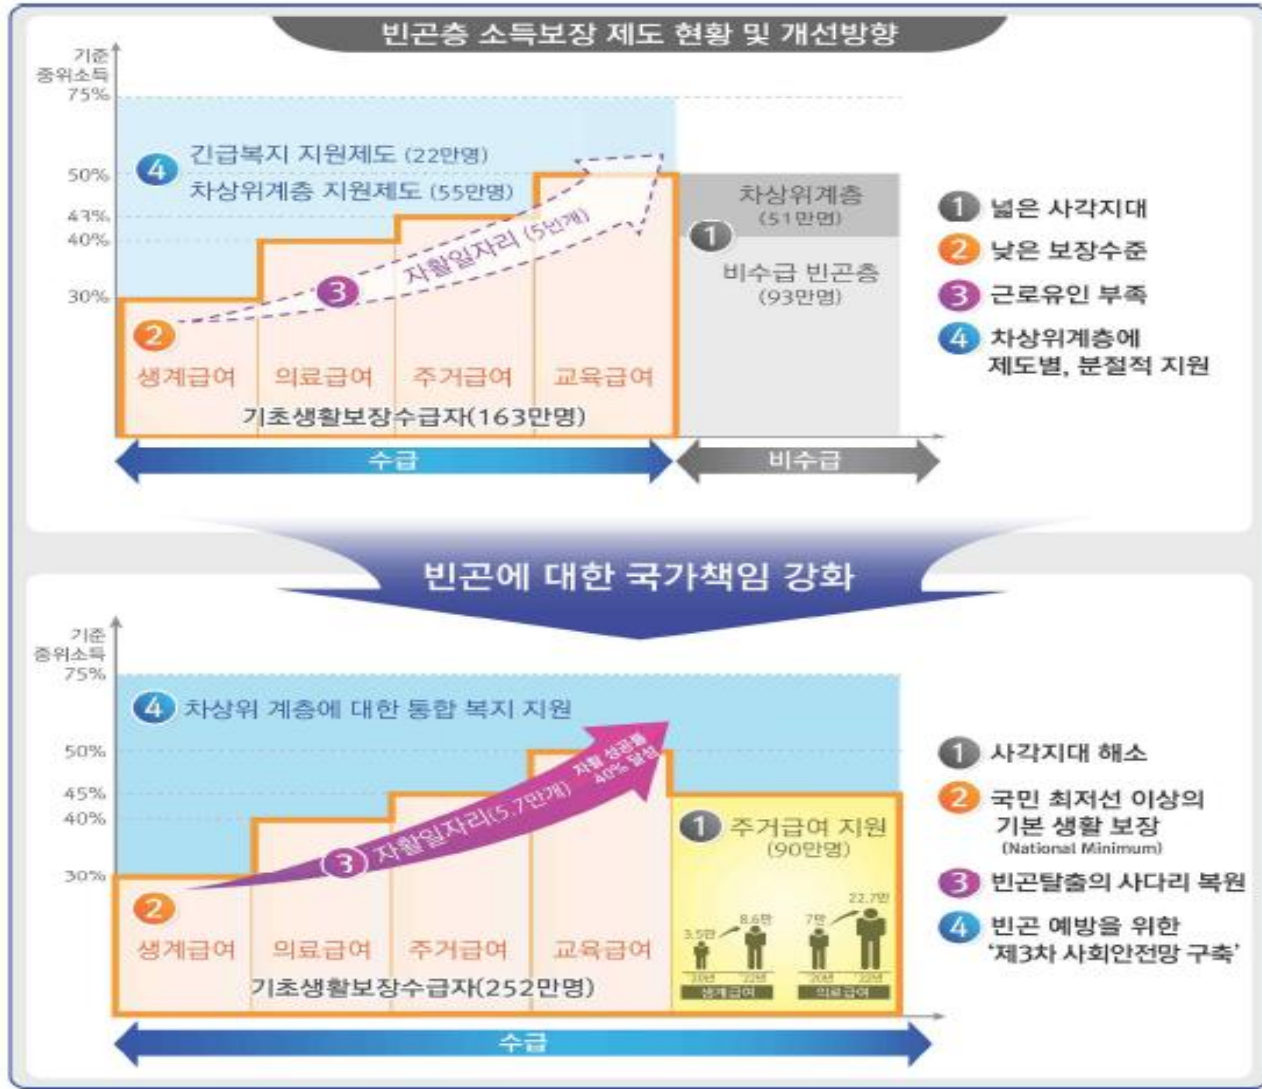 빈곤층 소득보장 제도 현황 및 개선방향
기준
중위소득
75%
50%
43%
40%
30%
4 긴급복지 지원제도 (22만명)
차상위계층 지원제도 (55만명)
3 자활일자리 (5만개)
2
생계급여 의료급여 주거급여 교육급여
기초생활보장수급자(163만명)
1
차상위계층
(51만명)
비수급 빈곤층
(93만명)
수급
비수급
1 넓은 사각지대
2 낮은 보장수준
3 근로유인 부족
4 차상위계층에
제도별, 분절적 지원
빈곤에 대한 국가책임 강화
기준
중위소득
75%
50%
45%
40%
30%
4 차상위 계층에 대한 통합 복지 지원
3 자활일자리(5.7만개)
자활 성공률
40% 달성
2
생계급여 의료급여 주거급여 교육급여
기초생활보장수급자(252만명)
1 주거급여 지원
(90만명)
3.5만 8.6만 7만 22.7만
'20년 '22년 '20년 '22년
생계급여 의료급여
수급
1 사각지대 해소
2 국민 최저선 이상의
기본 생활 보장
(National Minimum)
3 빈곤탈출의 사다리 복원
4 빈곤 예방을 위한
'제3차 사회안전망 구축'